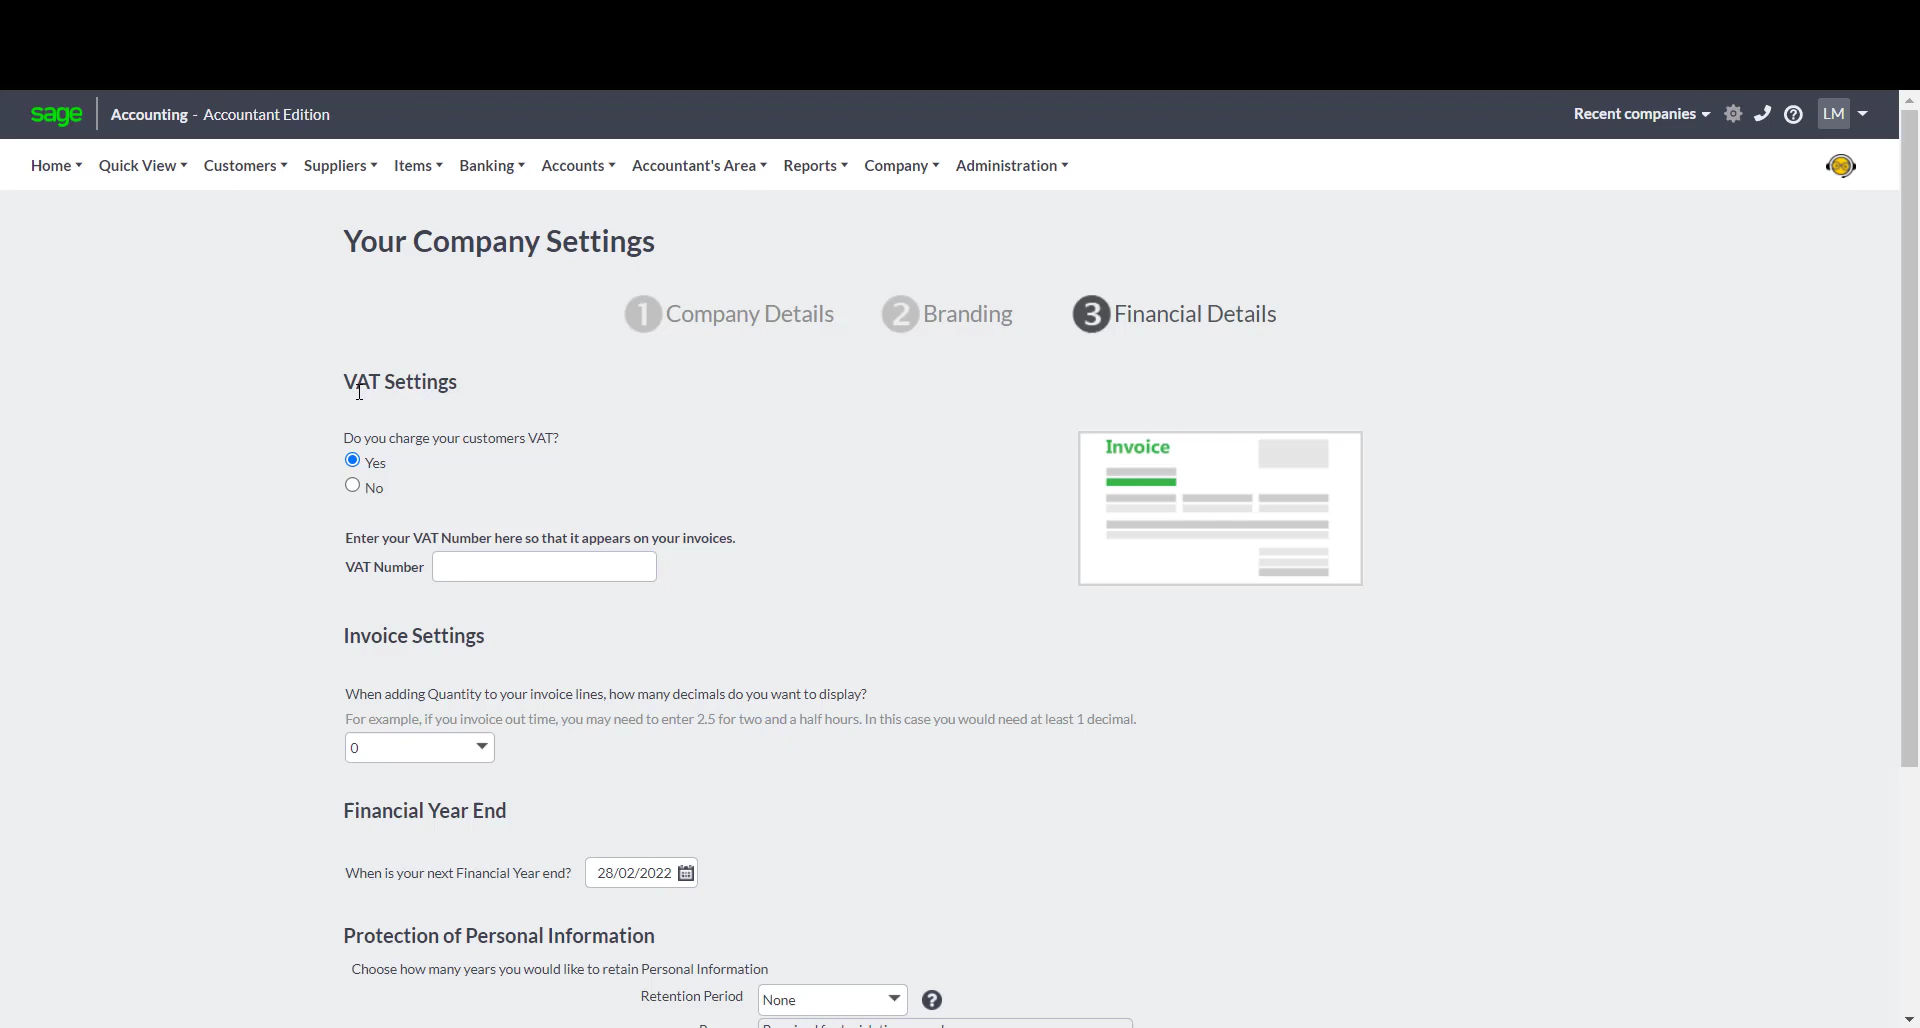 sage Accounting - Accountant Edition Recent companies LM
Home Quick View Customers Suppliers Items Banking Accounts Accountant's Area Reports Company Administration
Your Company Settings
1 Company Details 2 Branding 3 Financial Details
VAT Settings
Do you charge your customers VAT?
Yes
No
Invoice
Enter your VAT Number here so that it appears on your invoices.
VAT Number
Invoice Settings
When adding Quantity to your invoice lines, how many decimals do you want to display?
For example, if you invoice out time, you may need to enter 2.5 for two and a half hours. In this case you would need at least 1 decimal.
0
Financial Year End
When is your next Financial Year end? 28/02/2022
Protection of Personal Information
Choose how many years you would like to retain Personal Information
Retention Period None ?